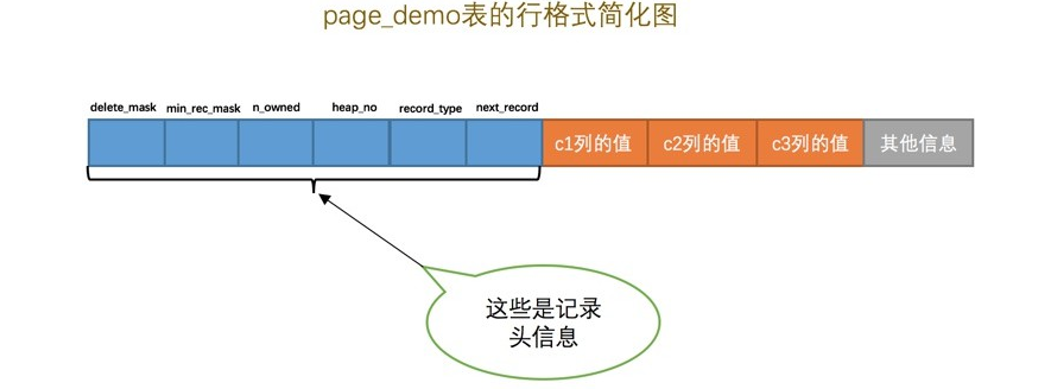 page_demo表的行格式简化图
delete_mask min_rec_mask n_owned heap_no record_type next_record
c1列的值 c2列的值 c3列的值 其他信息
这些是记录
头信息